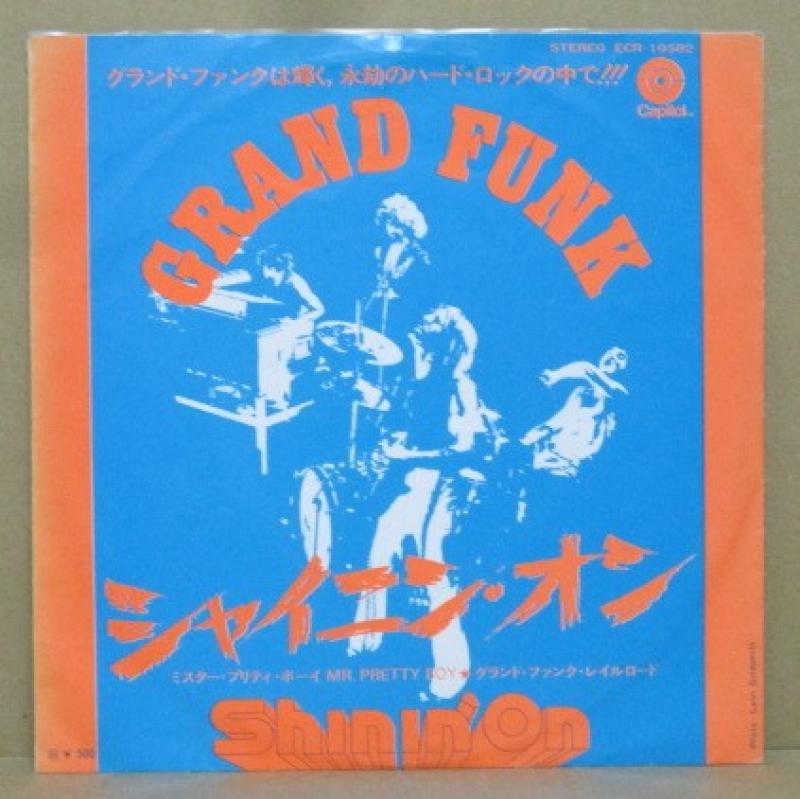 STEREO ECR-10582
グランド・ファンクは輝く,永劫のハード・ロックの中で!!!
Capitol
GRAND FUNK
シャイニン・オン
ミスター・プリティ・ボーイ MR. PRETTY BOY★グランド・ファンク・レイルロード
Shinin' On
¥ 500
Photo: Lynn Goldsmith